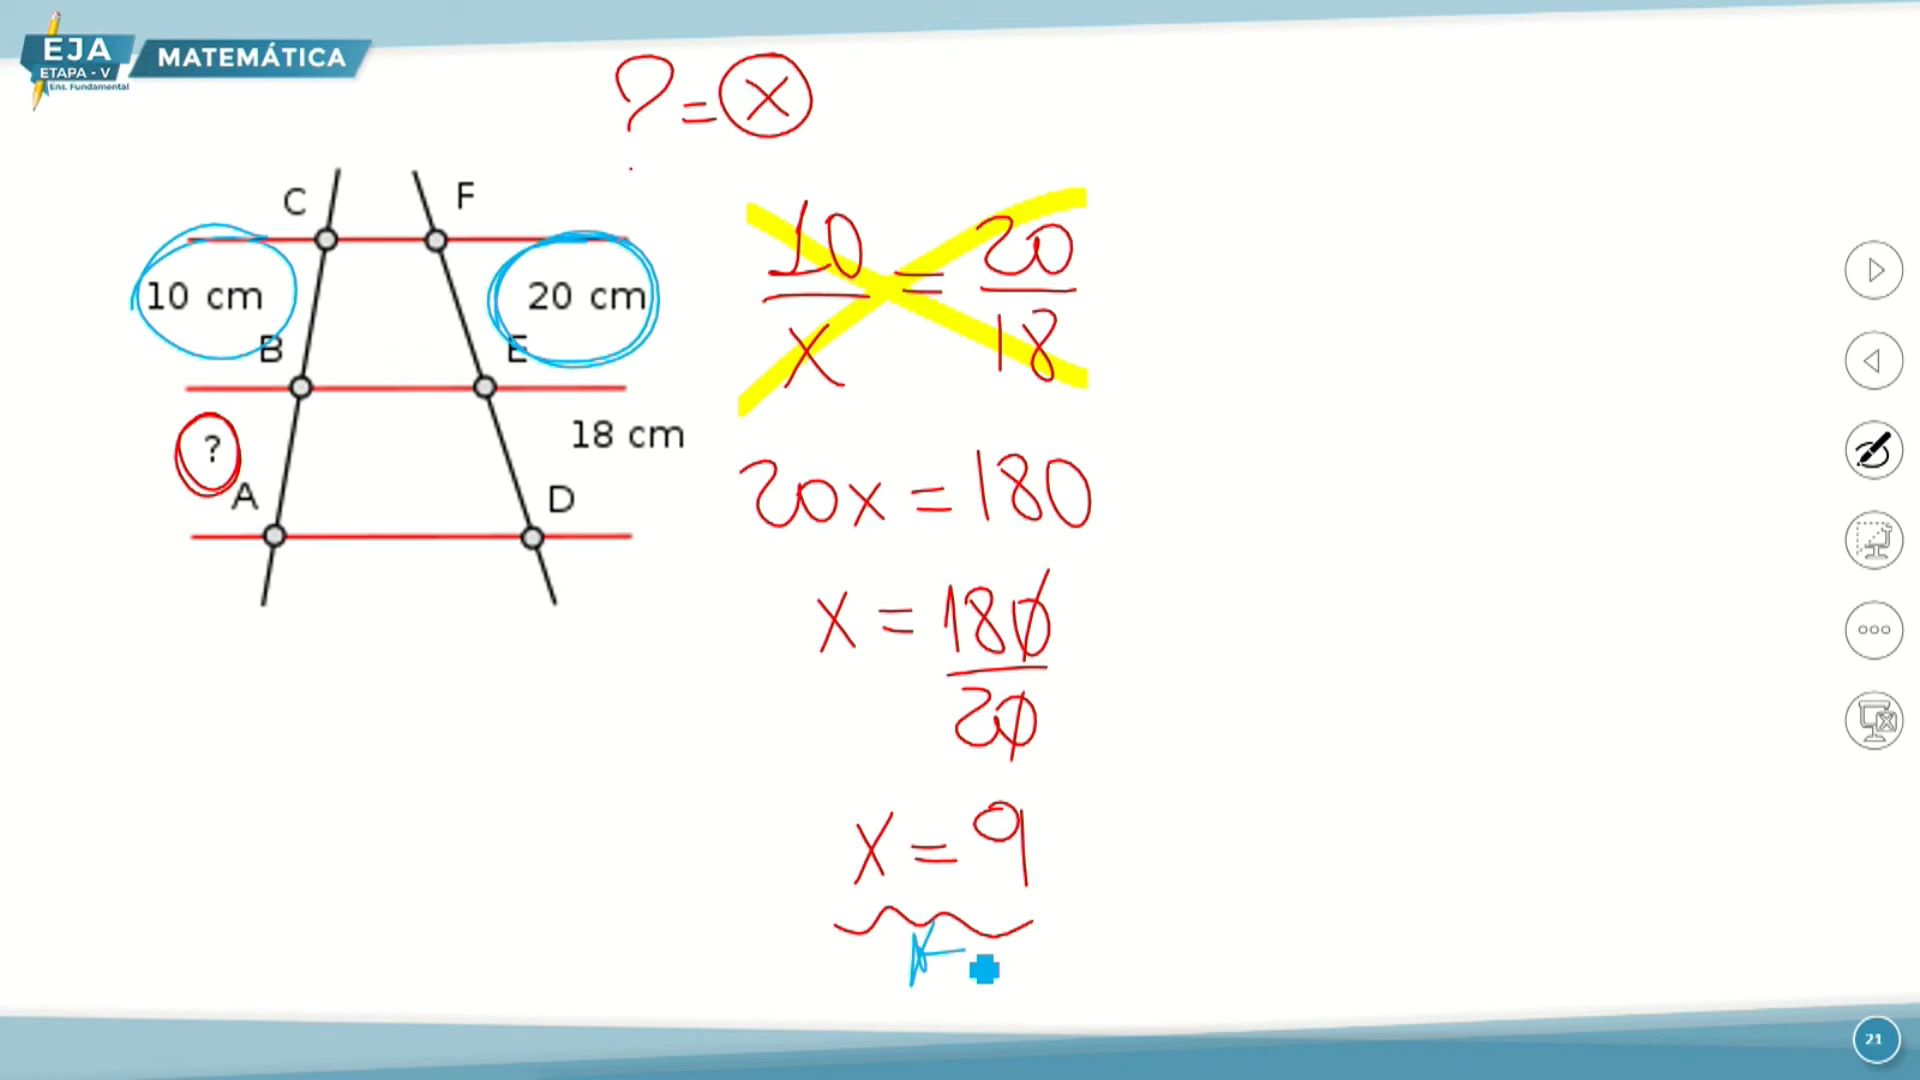 EJA
ETAPA - V
Ens. Fundamental
MATEMÁTICA
? = x
C F
10 cm 20 cm
B E
? 18 cm
A D
10/x = 20/18
20x = 180
x = 180/20
x = 9
21